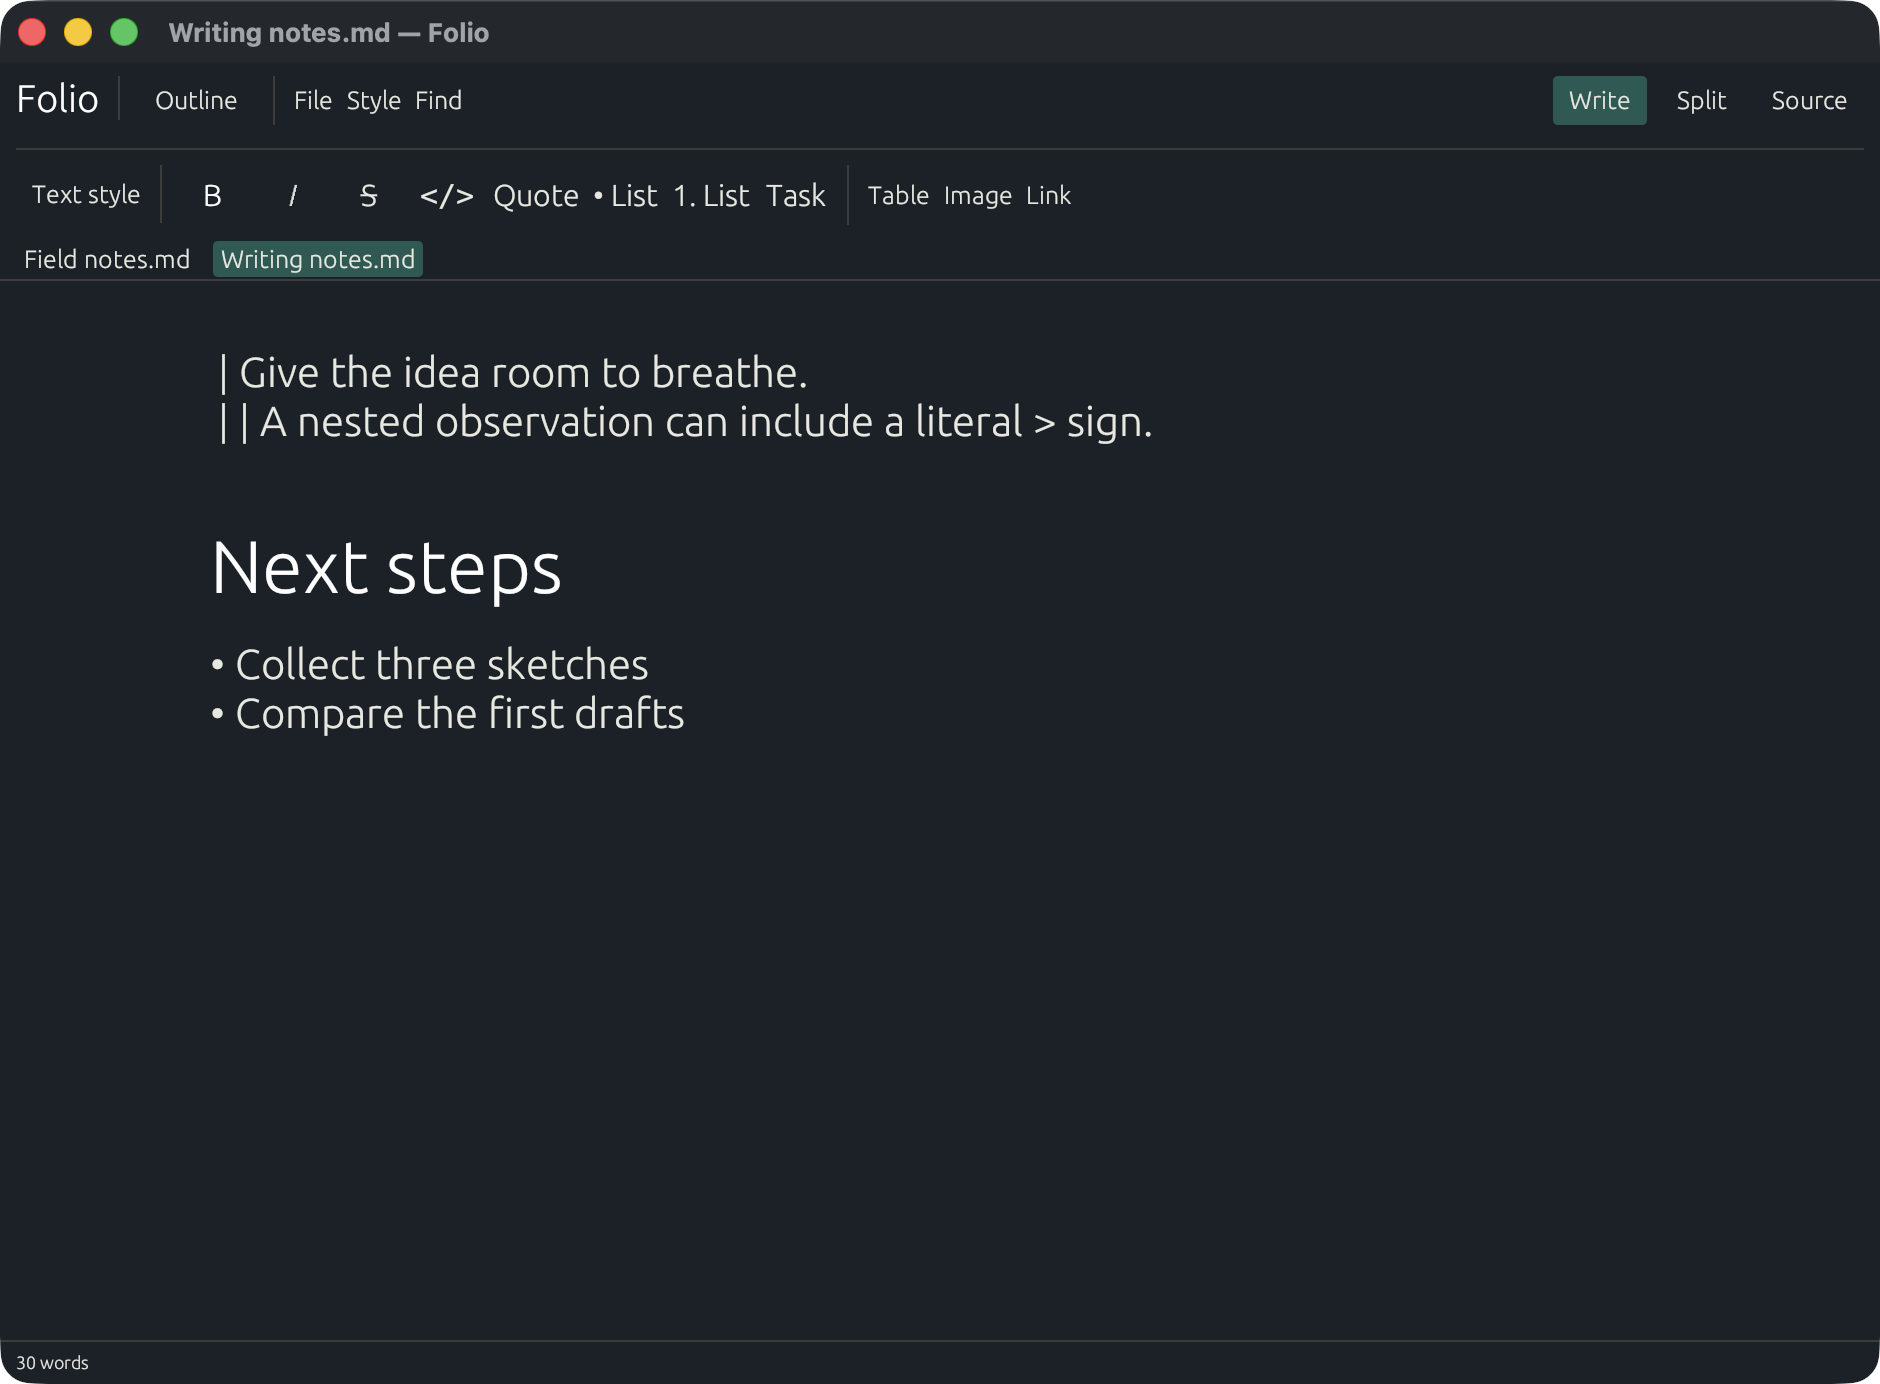 Writing notes.md — Folio
Folio Outline File Style Find Write Split Source
Text style B I S </> Quote • List 1. List Task Table Image Link
Field notes.md Writing notes.md
| Give the idea room to breathe.
| | A nested observation can include a literal > sign.
Next steps
• Collect three sketches
• Compare the first drafts
30 words